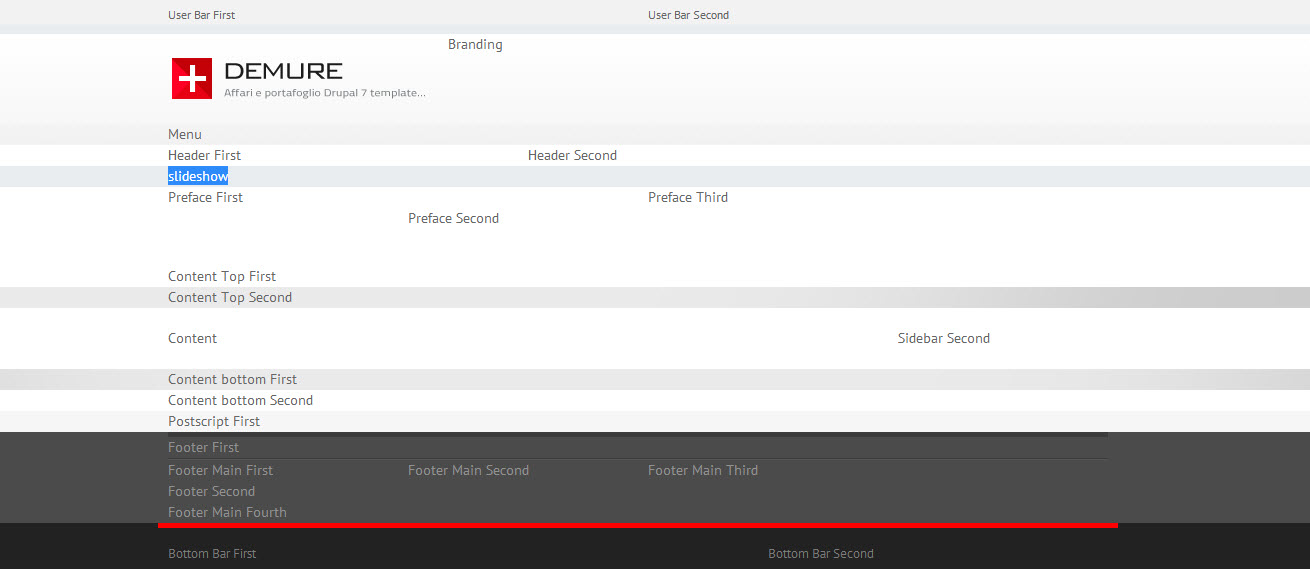 User Bar First User Bar Second
Branding
DEMURE
Affari e portafoglio Drupal 7 template...
Menu
Header First Header Second
slideshow
Preface First Preface Third
Preface Second
Content Top First
Content Top Second
Content Sidebar Second
Content bottom First
Content bottom Second
Postscript First
Footer First
Footer Main First Footer Main Second Footer Main Third
Footer Second
Footer Main Fourth
Bottom Bar First Bottom Bar Second